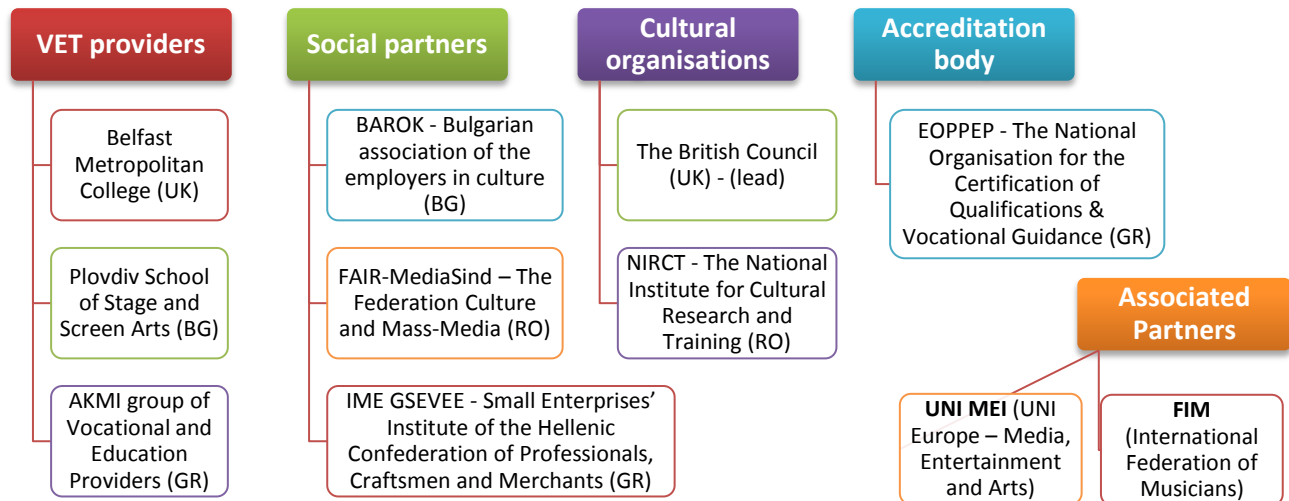 VET providers
Belfast
Metropolitan
College (UK)
Plovdiv School
of Stage and
Screen Arts (BG)
AKMI group of
Vocational and
Education
Providers (GR)
Social partners
BAROK - Bulgarian
association of the
employers in culture
(BG)
FAIR-MediaSind – The
Federation Culture
and Mass-Media (RO)
IME GSEVEE - Small Enterprises’
Institute of the Hellenic
Confederation of Professionals,
Craftsmen and Merchants (GR)
Cultural
organisations
The British Council
(UK) - (lead)
NIRCT - The National
Institute for Cultural
Research and
Training (RO)
Accreditation
body
EOPPEP - The National
Organisation for the
Certification of
Qualifications &
Vocational Guidance (GR)
Associated
Partners
UNI MEI (UNI
Europe – Media,
Entertainment
and Arts)
FIM
(International
Federation of
Musicians)